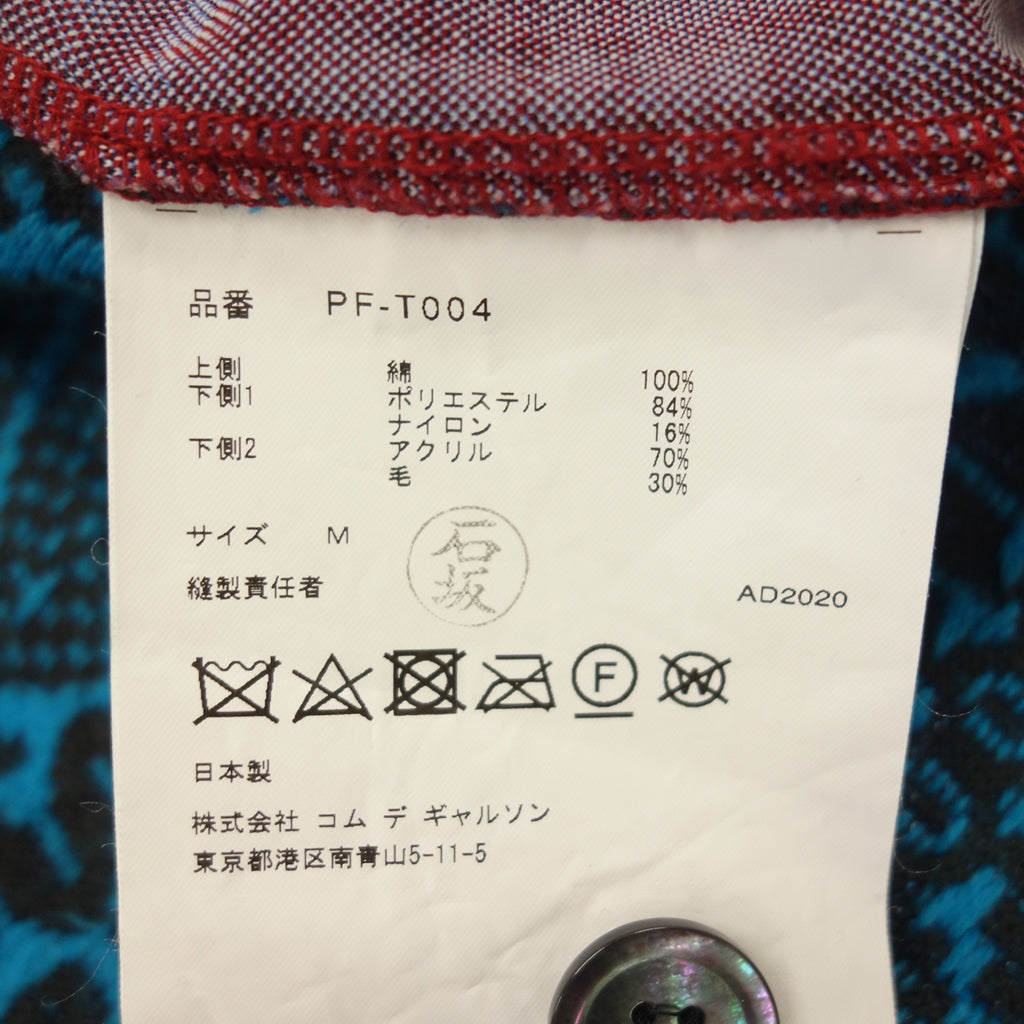 品番 PF-T004
上側 綿 100%
下側1 ポリエステル 84%
ナイロン 16%
下側2 アクリル 70%
毛 30%
サイズ M
石坂
縫製責任者 AD2020
F W
日本製
株式会社 コム デ ギャルソン
東京都港区南青山5-11-5